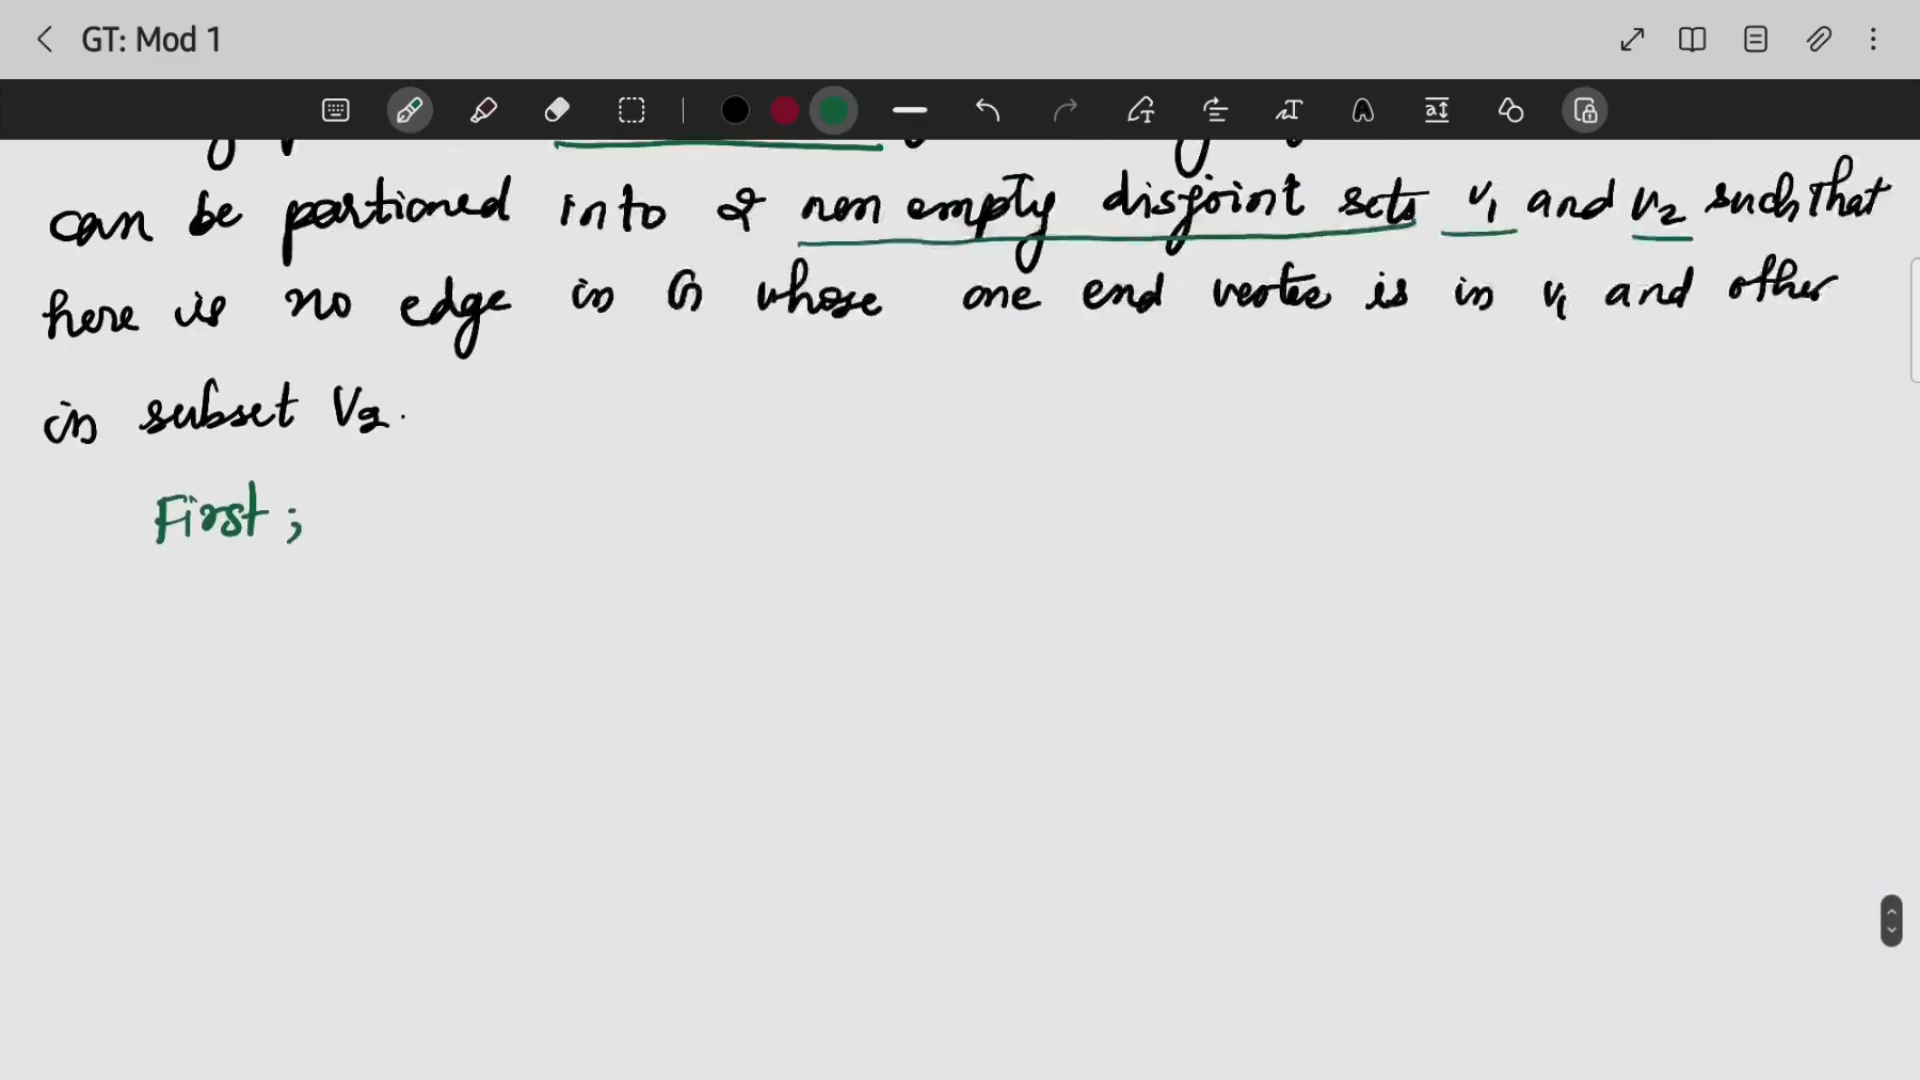 GT: Mod 1
can be partioned into 2 non empty disjoint sets V1 and V2 such that
here is no edge in G whose one end vertex is in V1 and other
in subset V2.
First ;